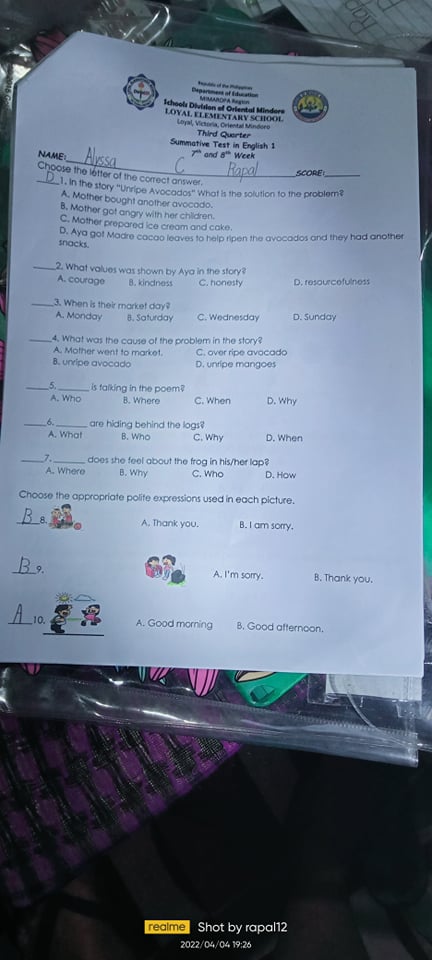 Republic of the Philippines
Department of Education
MIMAROPA Region
Schools Division of Oriental Mindoro
LOYAL ELEMENTARY SCHOOL
Loyal, Victoria, Oriental Mindoro
Third Quarter
Summative Test in English 1
7th and 8th Week
NAME: Alyssa C Rapal SCORE:
Choose the letter of the correct answer.
D 1. In the story "Unripe Avocados" What is the solution to the problem?
A. Mother bought another avocado.
B. Mother got angry with her children.
C. Mother prepared ice cream and cake.
D. Aya got Madre cacao leaves to help ripen the avocados and they had another
snacks.
2. What values was shown by Aya in the story?
A. courage B. kindness C. honesty D. resourcefulness
3. When is their market day?
A. Monday B. Saturday C. Wednesday D. Sunday
4. What was the cause of the problem in the story?
A. Mother went to market. C. over ripe avocado
B. unripe avocado D. unripe mangoes
5. ______ is talking in the poem?
A. Who B. Where C. When D. Why
6. ______ are hiding behind the logs?
A. What B. Who C. Why D. When
7. ______ does she feel about the frog in his/her lap?
A. Where B. Why C. Who D. How
Choose the appropriate polite expressions used in each picture.
B 8. A. Thank you. B. I am sorry.
B 9. A. I'm sorry. B. Thank you.
A 10. A. Good morning B. Good afternoon.
realme Shot by rapal12
2022/04/04 19:26